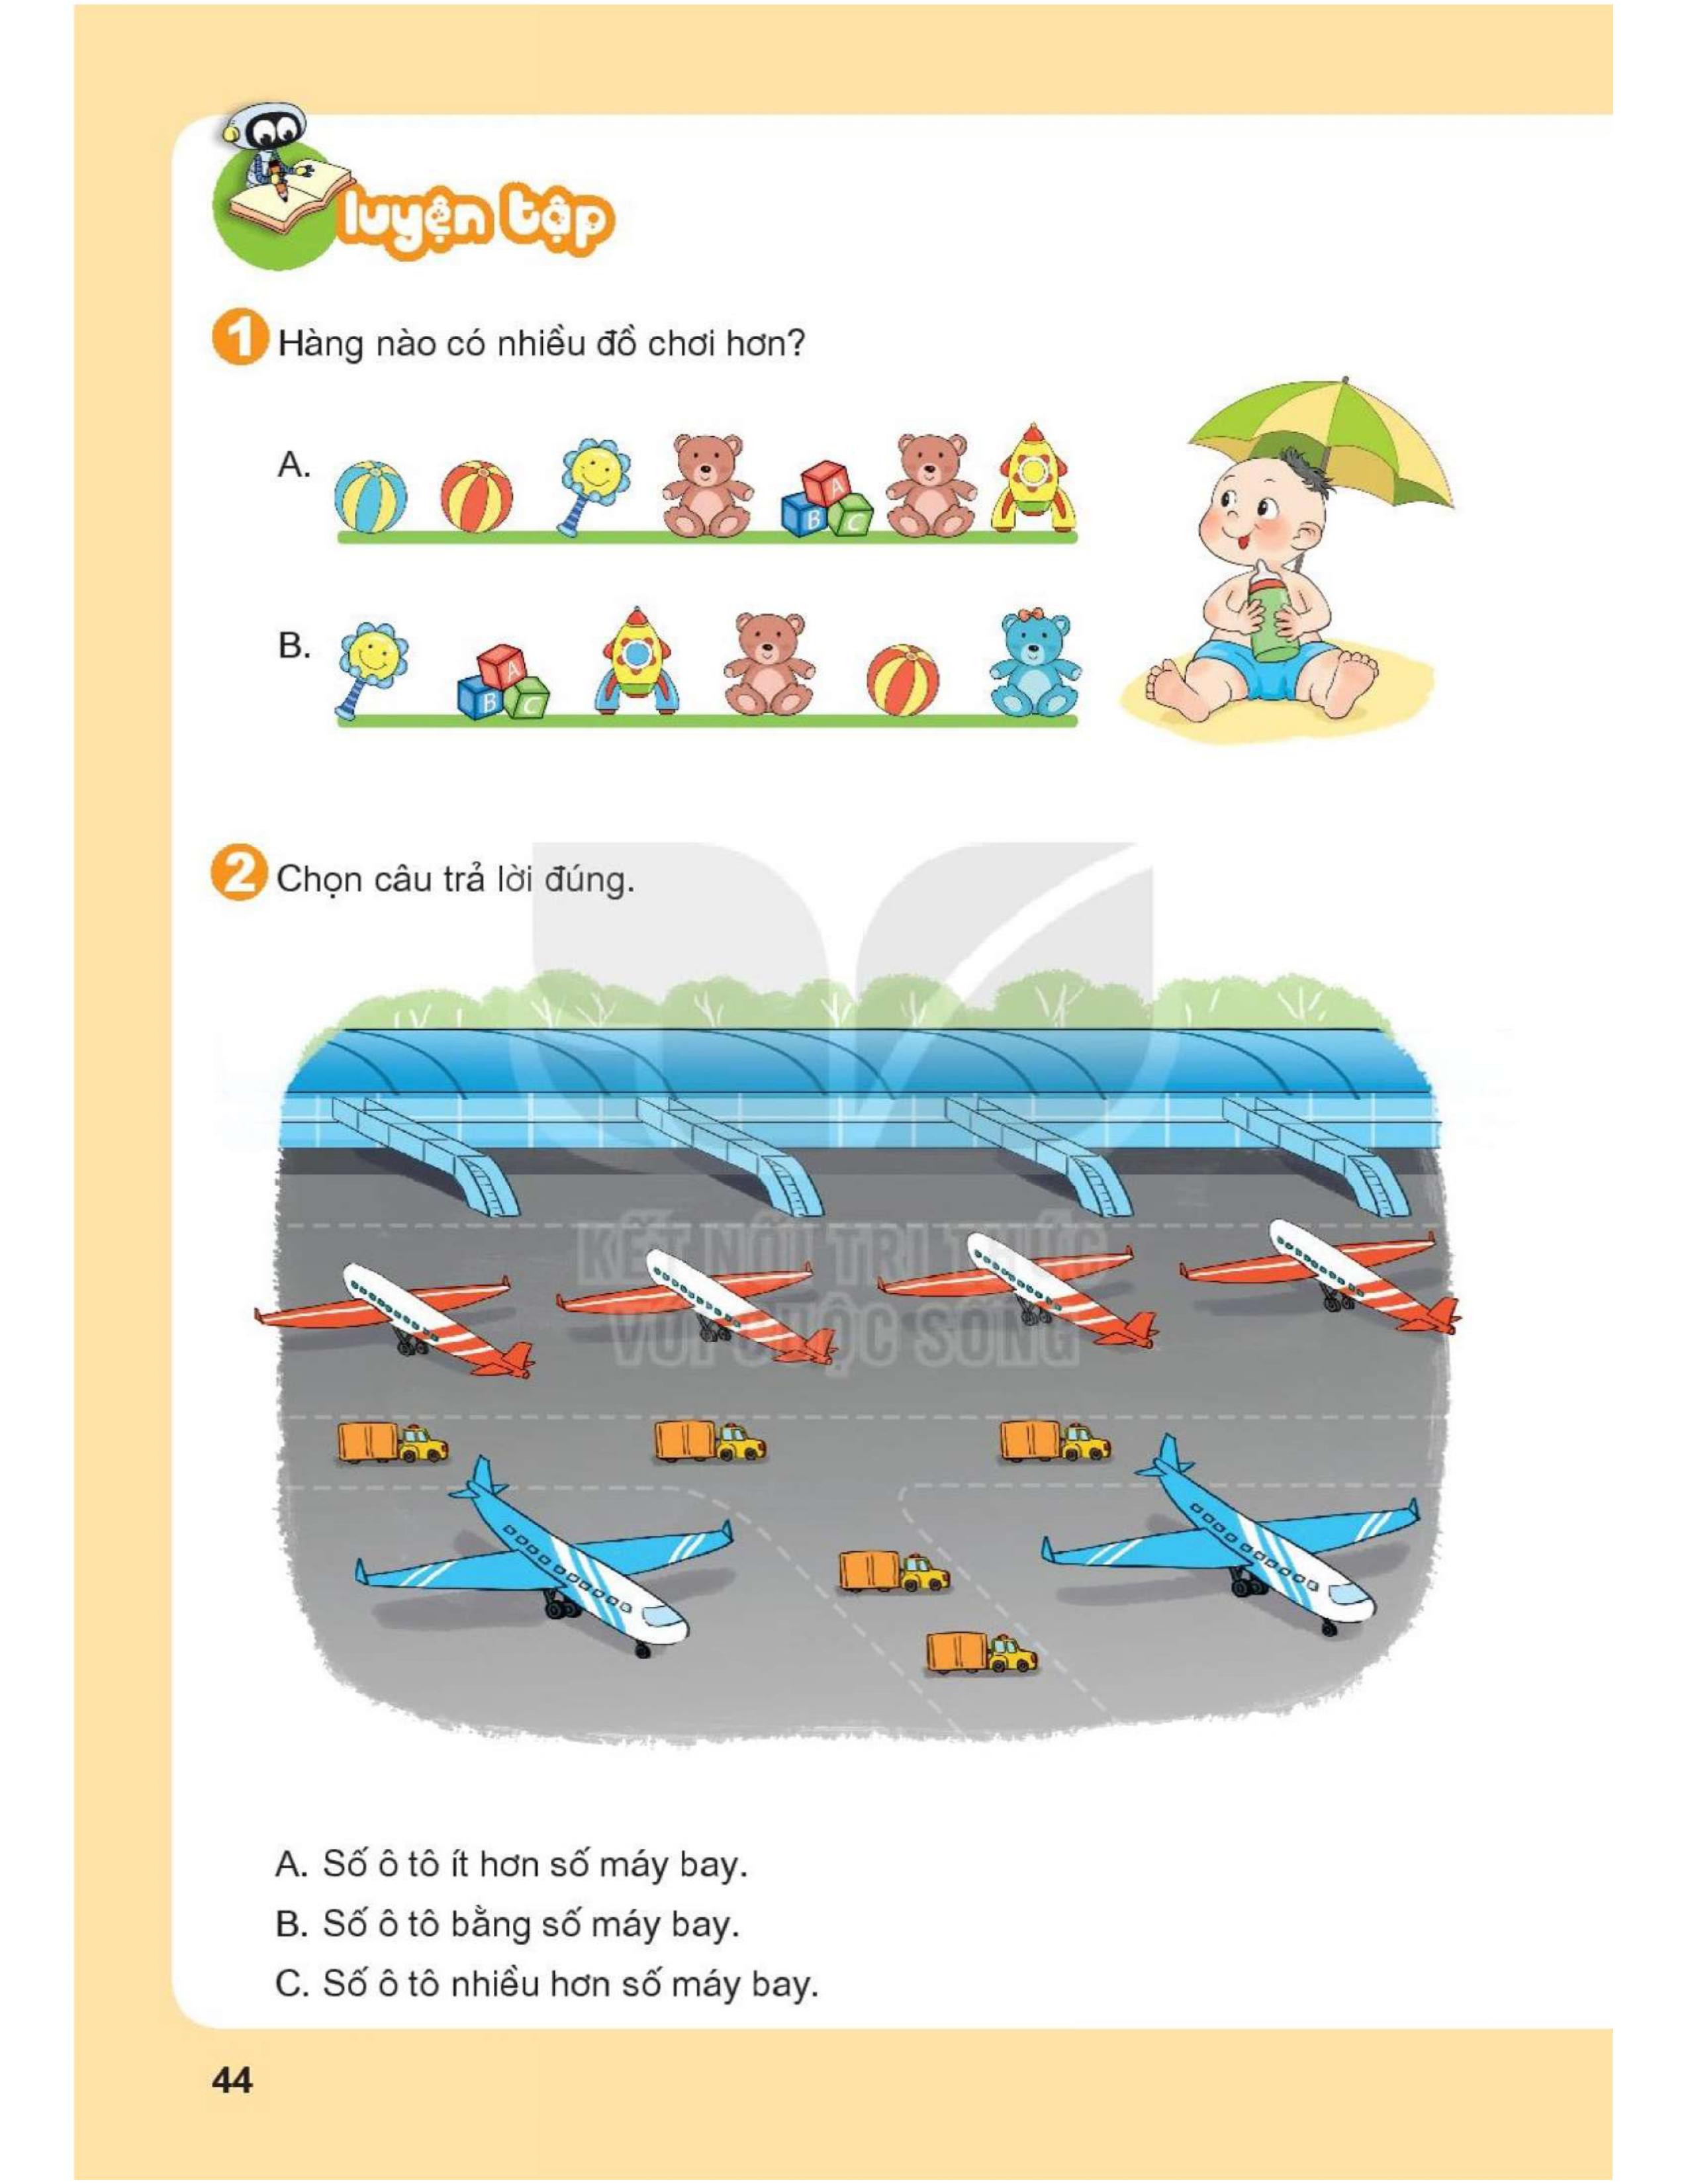 luyện tập
1 Hàng nào có nhiều đồ chơi hơn?
A.
A
B C
B.
A
B C
2 Chọn câu trả lời đúng.
KẾT NỐI TRI THỨC
VỚI CUỘC SỐNG
A. Số ô tô ít hơn số máy bay.
B. Số ô tô bằng số máy bay.
C. Số ô tô nhiều hơn số máy bay.
44